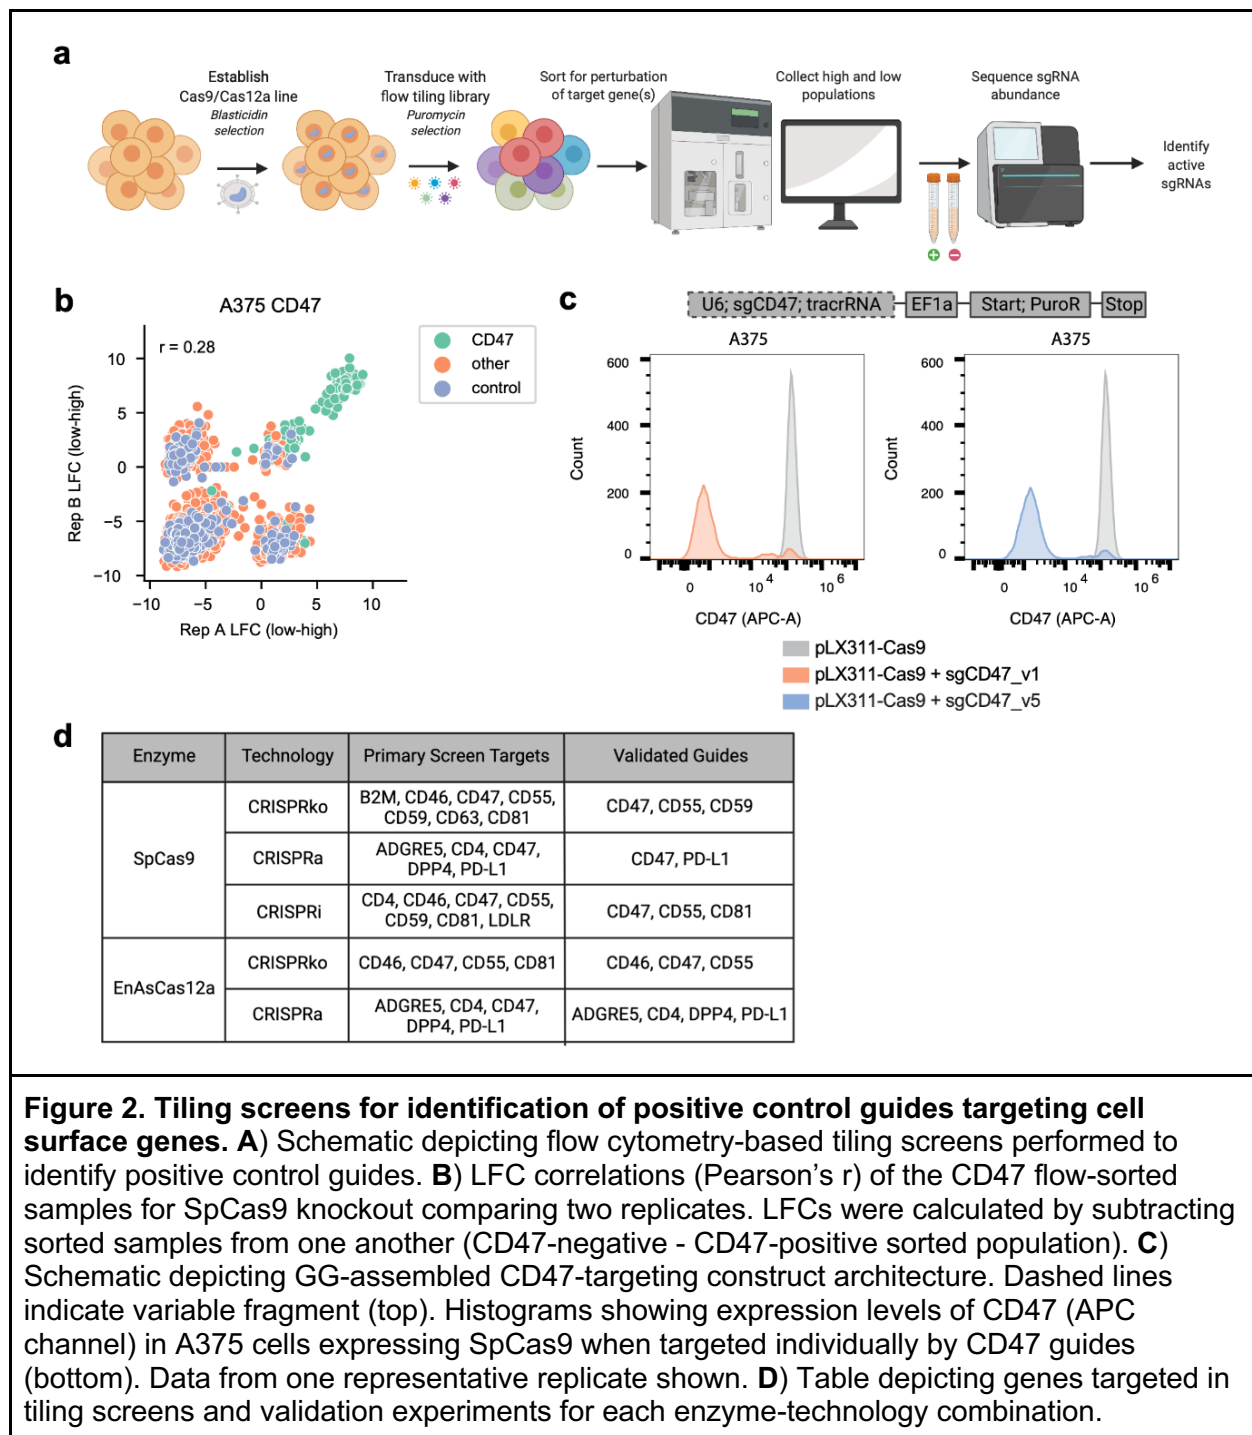 a
Establish
Cas9/Cas12a line
Blasticidin
selection
Transduce with
flow tiling library
Puromycin
selection
Sort for perturbation
of target gene(s)
Collect high and low
populations
Sequence sgRNA
abundance
Identify
active
sgRNAs
b
A375 CD47
r = 0.28
CD47
other
control
10
5
0
−5
−10
Rep B LFC (low-high)
−10 −5 0 5 10
Rep A LFC (low-high)
c
U6; sgCD47; tracrRNA EF1a Start; PuroR Stop
A375
600
400
200
0
Count
0 10^4 10^6
CD47 (APC-A)
A375
600
400
200
0
Count
0 10^4 10^6
CD47 (APC-A)
pLX311-Cas9
pLX311-Cas9 + sgCD47_v1
pLX311-Cas9 + sgCD47_v5
d
Enzyme Technology Primary Screen Targets Validated Guides
SpCas9
CRISPRko
B2M, CD46, CD47, CD55,
CD59, CD63, CD81
CD47, CD55, CD59
CRISPRa
ADGRE5, CD4, CD47,
DPP4, PD-L1
CD47, PD-L1
CRISPRi
CD4, CD46, CD47, CD55,
CD59, CD81, LDLR
CD47, CD55, CD81
EnAsCas12a
CRISPRko
CD46, CD47, CD55, CD81
CD46, CD47, CD55
CRISPRa
ADGRE5, CD4, CD47,
DPP4, PD-L1
ADGRE5, CD4, DPP4, PD-L1
Figure 2. Tiling screens for identification of positive control guides targeting cell
surface genes. A) Schematic depicting flow cytometry-based tiling screens performed to
identify positive control guides. B) LFC correlations (Pearson's r) of the CD47 flow-sorted
samples for SpCas9 knockout comparing two replicates. LFCs were calculated by subtracting
sorted samples from one another (CD47-negative - CD47-positive sorted population). C)
Schematic depicting GG-assembled CD47-targeting construct architecture. Dashed lines
indicate variable fragment (top). Histograms showing expression levels of CD47 (APC
channel) in A375 cells expressing SpCas9 when targeted individually by CD47 guides
(bottom). Data from one representative replicate shown. D) Table depicting genes targeted in
tiling screens and validation experiments for each enzyme-technology combination.